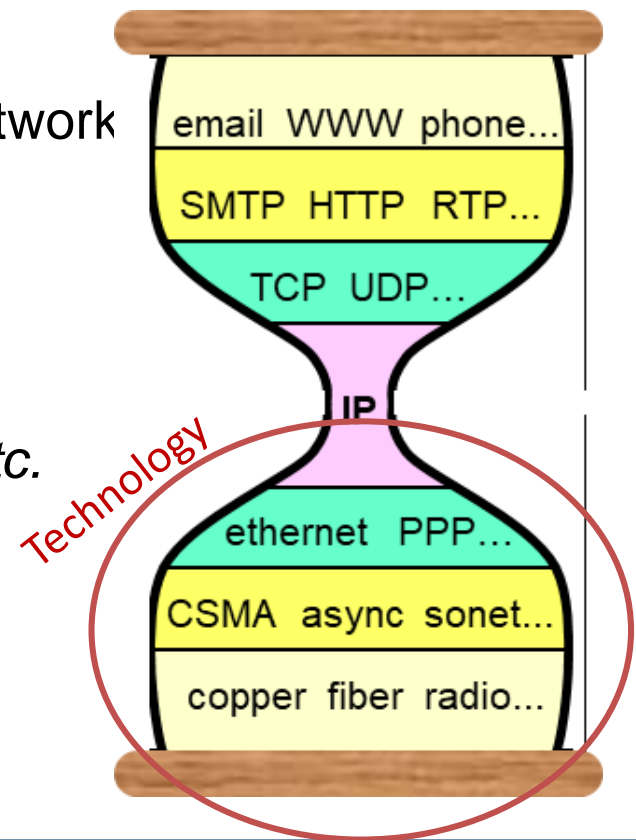 twork
email WWW phone...
SMTP HTTP RTP...
TCP UDP...
IP
tc.
Technology
ethernet PPP...
CSMA async sonet...
copper fiber radio...